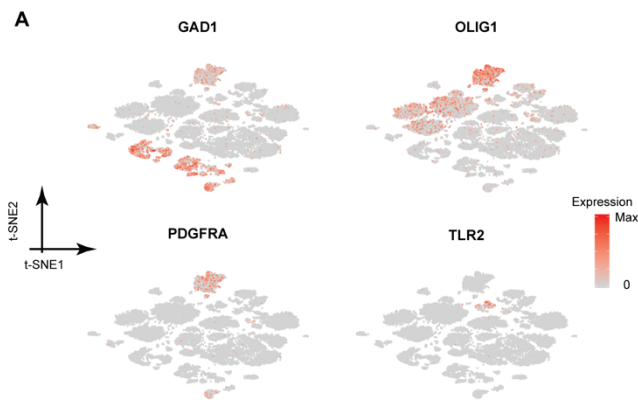 A
GAD1
OLIG1
t-SNE2
t-SNE1
Expression
Max
0
PDGFRA
TLR2